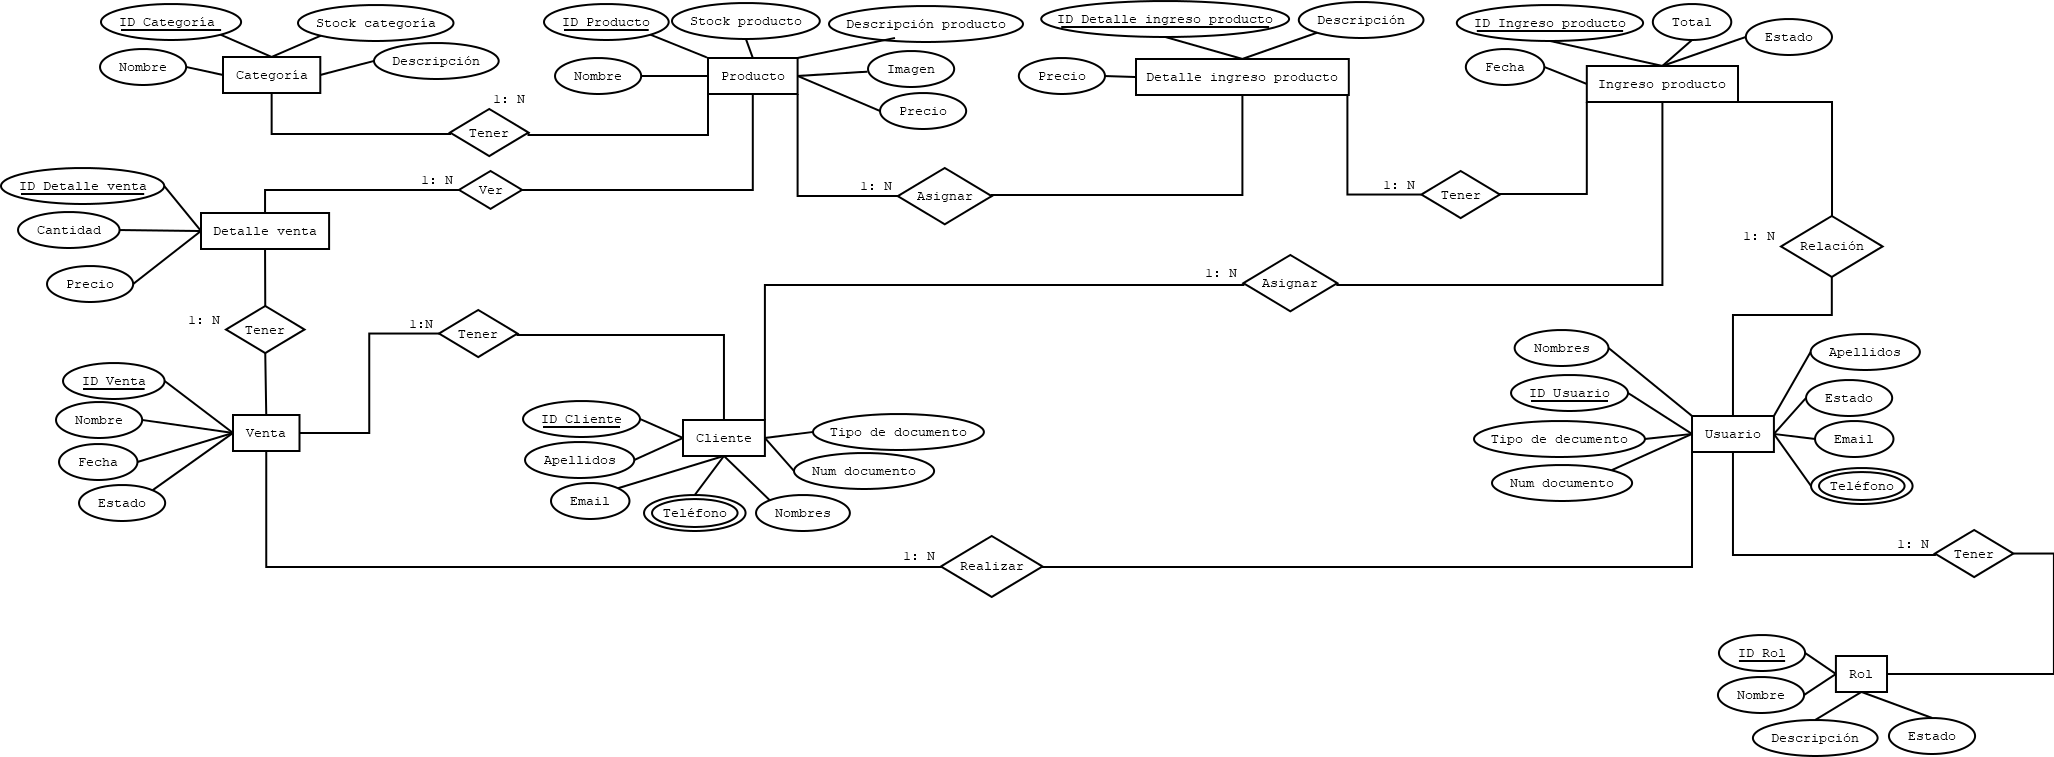 ID Categoría
Stock categoría
Nombre
Descripción
Categoría
ID Producto
Stock producto
Descripción producto
Nombre
Producto
Imagen
Precio
ID Detalle ingreso producto
Descripción
Precio
Detalle ingreso producto
ID Ingreso producto
Total
Estado
Fecha
Ingreso producto
1: N
Tener
1: N
Ver
1: N
Asignar
1: N
Tener
ID Detalle venta
Cantidad
Detalle venta
Precio
1: N
Relación
1: N
Asignar
1: N
Tener
1:N
Tener
ID Venta
Nombre
Venta
Fecha
Estado
ID Cliente
Apellidos
Cliente
Tipo de documento
Num documento
Email
Teléfono
Nombres
Nombres
ID Usuario
Tipo de decumento
Num documento
Usuario
Apellidos
Estado
Email
Teléfono
1: N
Realizar
1: N
Tener
ID Rol
Nombre
Rol
Descripción
Estado